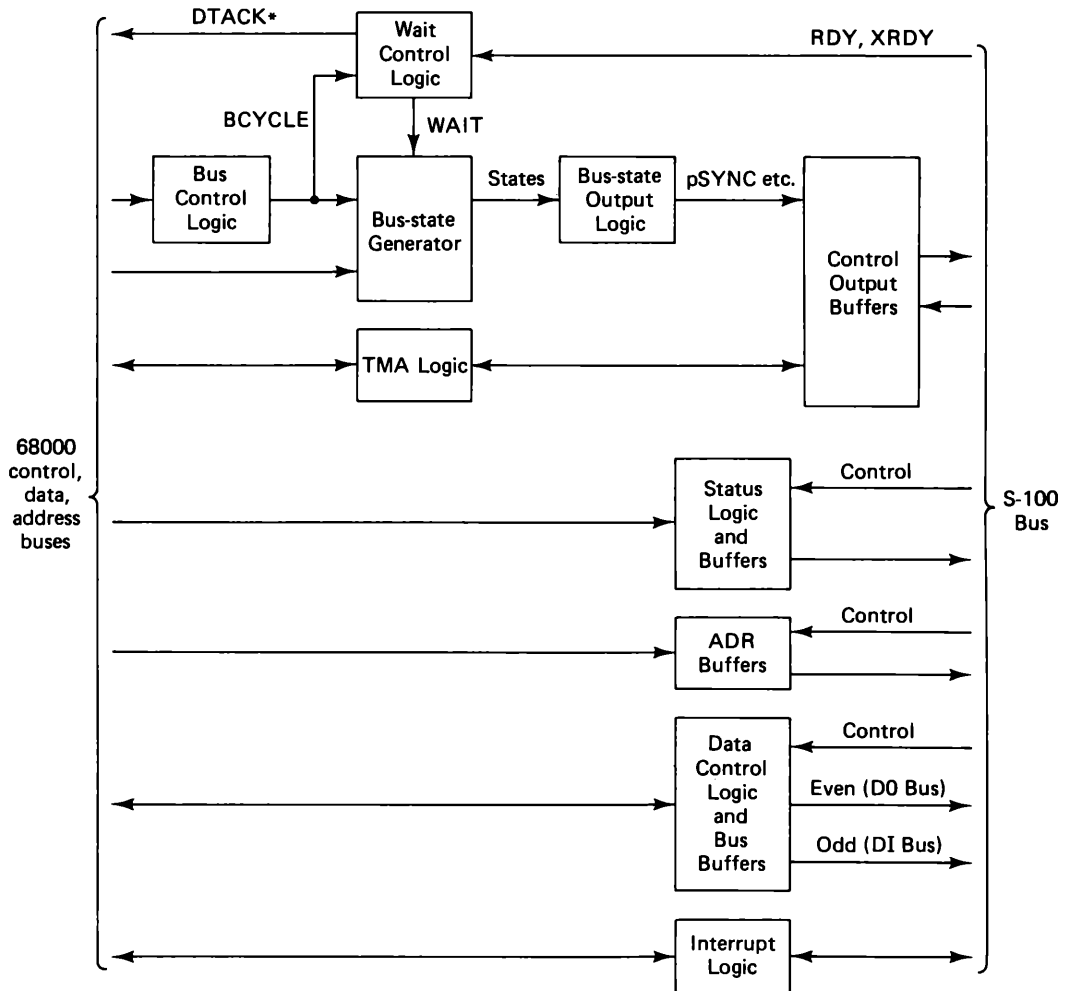 DTACK*
Wait
Control
Logic
RDY, XRDY
BCYCLE
WAIT
Bus
Control
Logic
Bus-state
Generator
States
Bus-state
Output
Logic
pSYNC etc.
Control
Output
Buffers
TMA Logic
68000
control,
data,
address
buses
Status
Logic
and
Buffers
Control
S-100
Bus
ADR
Buffers
Control
Data
Control
Logic
and
Bus
Buffers
Control
Even (D0 Bus)
Odd (DI Bus)
Interrupt
Logic